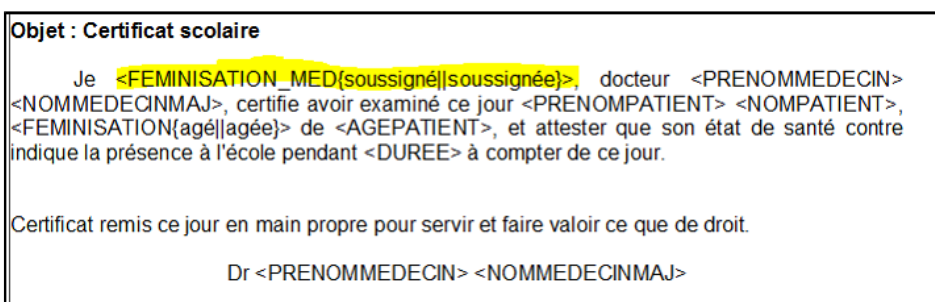 Objet : Certificat scolaire
Je <FEMINISATION_MED{soussigné||soussignée}>, docteur <PRENOMMEDECIN>
<NOMMEDECINMAJ>, certifie avoir examiné ce jour <PRENOMPATIENT> <NOMPATIENT>,
<FEMINISATION{agé||agée}> de <AGEPATIENT>, et attester que son état de santé contre
indique la présence à l'école pendant <DUREE> à compter de ce jour.
Certificat remis ce jour en main propre pour servir et faire valoir ce que de droit.
Dr <PRENOMMEDECIN> <NOMMEDECINMAJ>